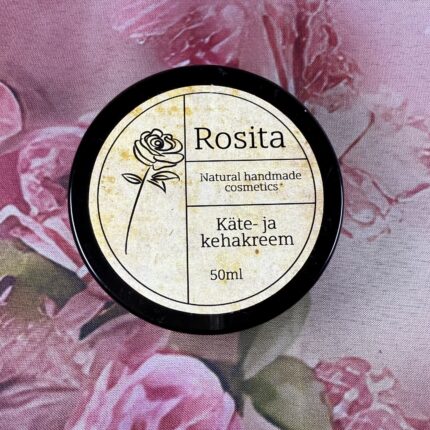 Rosita
Natural handmade
cosmetics
Käte- ja
kehakreem
50ml